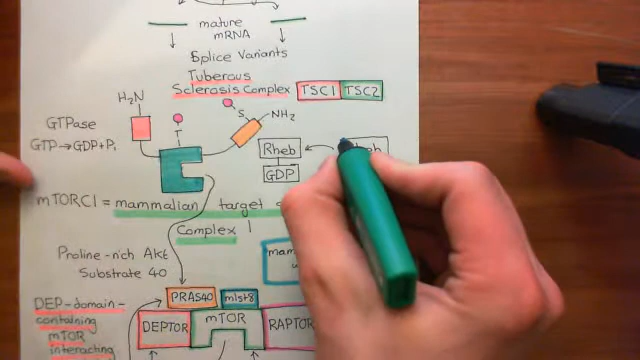 mature
mRNA
Splice Variants
Tuberous
Sclerosis Complex TSC1 TSC2
H₂N
S
NH₂
GTPase
T
GTP→GDP+Pi
Rheb
GDP
mTORC1 = mammalian target
Complex 1
Proline-rich Akt
Substrate 40
PRAS40 mlst8
DEP-domain-
containing
mTOR
interacting
DEPTOR mTOR RAPTOR